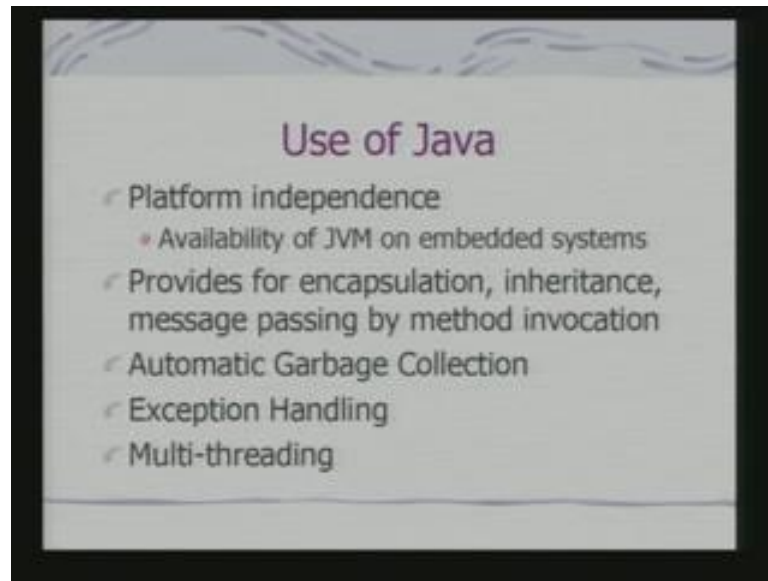 Use of Java
Platform independence
Availability of JVM on embedded systems
Provides for encapsulation, inheritance,
message passing by method invocation
Automatic Garbage Collection
Exception Handling
Multi-threading